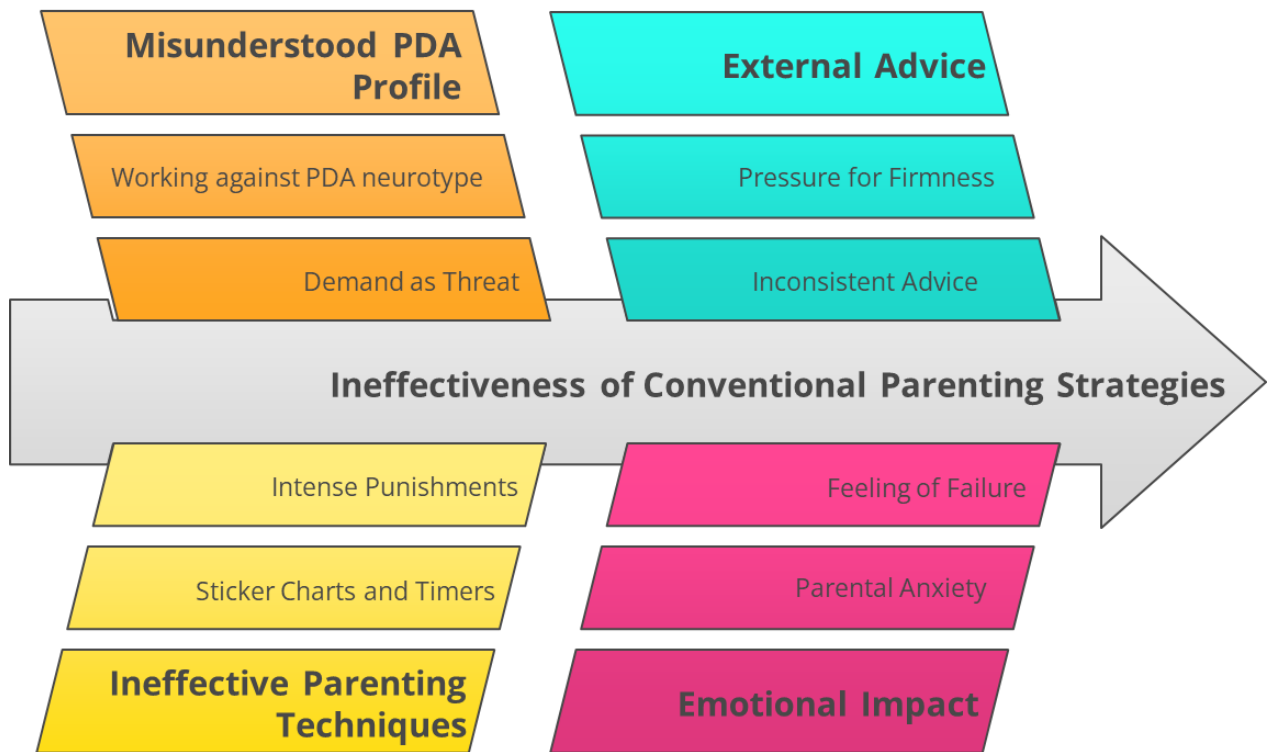 Misunderstood PDA
Profile
Working against PDA neurotype
Demand as Threat
External Advice
Pressure for Firmness
Inconsistent Advice
Ineffectiveness of Conventional Parenting Strategies
Intense Punishments
Sticker Charts and Timers
Ineffective Parenting
Techniques
Feeling of Failure
Parental Anxiety
Emotional Impact